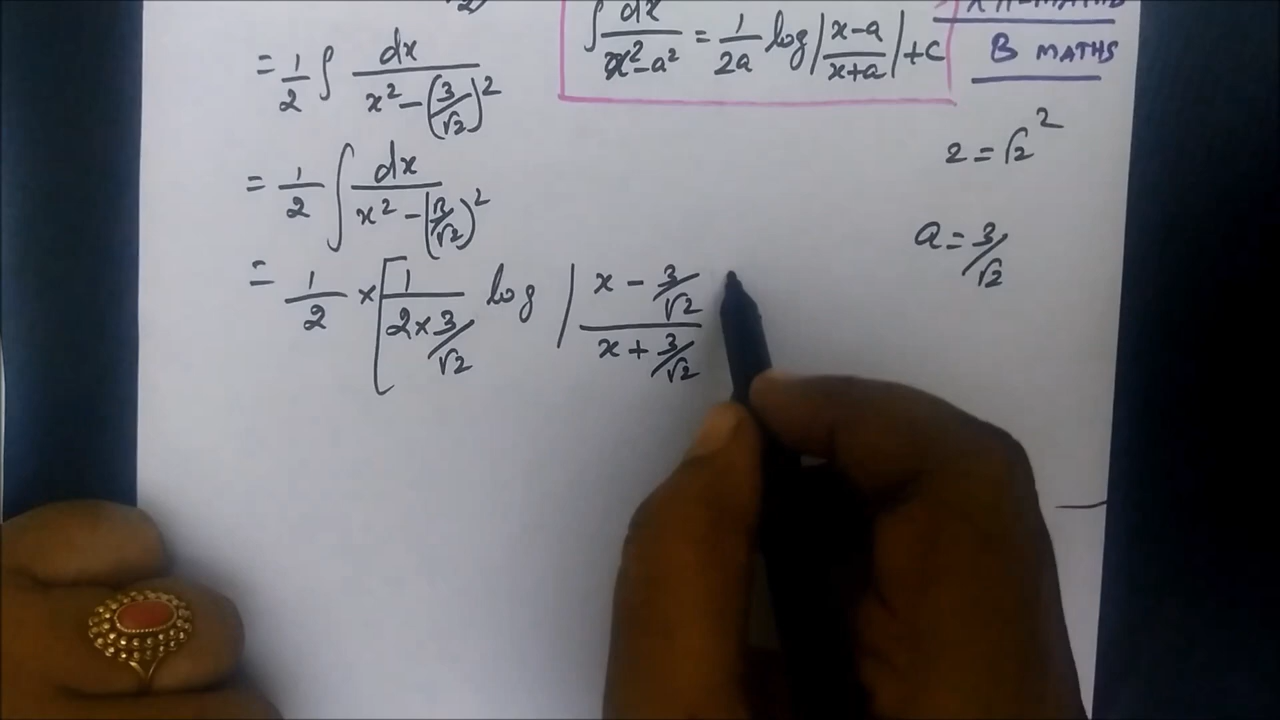 ∫ dx/(x²-a²) = 1/2a log |(x-a)/(x+a)| + c
B MATHS
= 1/2 ∫ dx/(x² - (3/√2)²)
2 = √2²
= 1/2 ∫ dx/(x² - (3/√2)²)
a = 3/√2
= 1/2 × [ 1/(2×3/√2) log | (x - 3/√2)/(x + 3/√2)